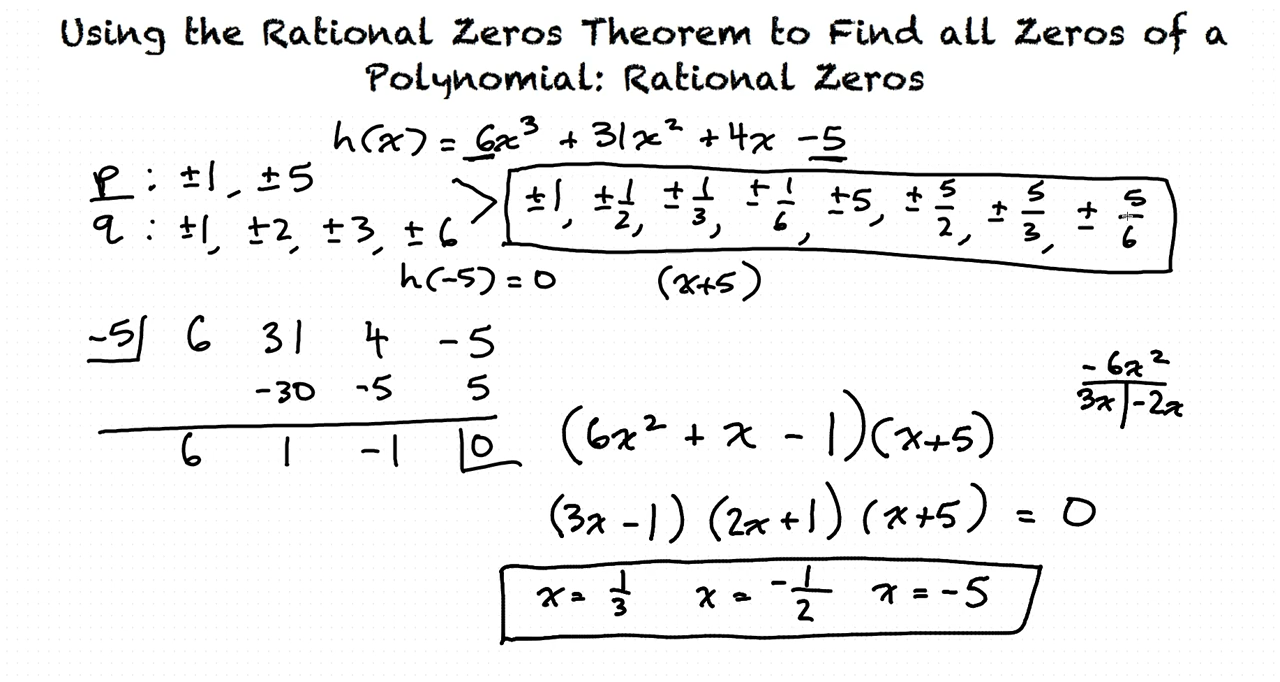 Using the Rational Zeros Theorem to Find all Zeros of a
Polynomial: Rational Zeros
h(x) = 6x³ + 31x² + 4x - 5
p : ±1, ±5
q : ±1, ±2, ±3, ±6
> ±1, ±1/2, ±1/3, ±1/6, ±5, ±5/2, ±5/3, ±5/6
h(-5) = 0 (x+5)
-5 6 31 4 -5
-30 -5 5
6 1 -1 0
-6x²
3x | -2x
(6x² + x - 1)(x+5)
(3x - 1) (2x+1) (x+5) = 0
x = 1/3 x = -1/2 x = -5